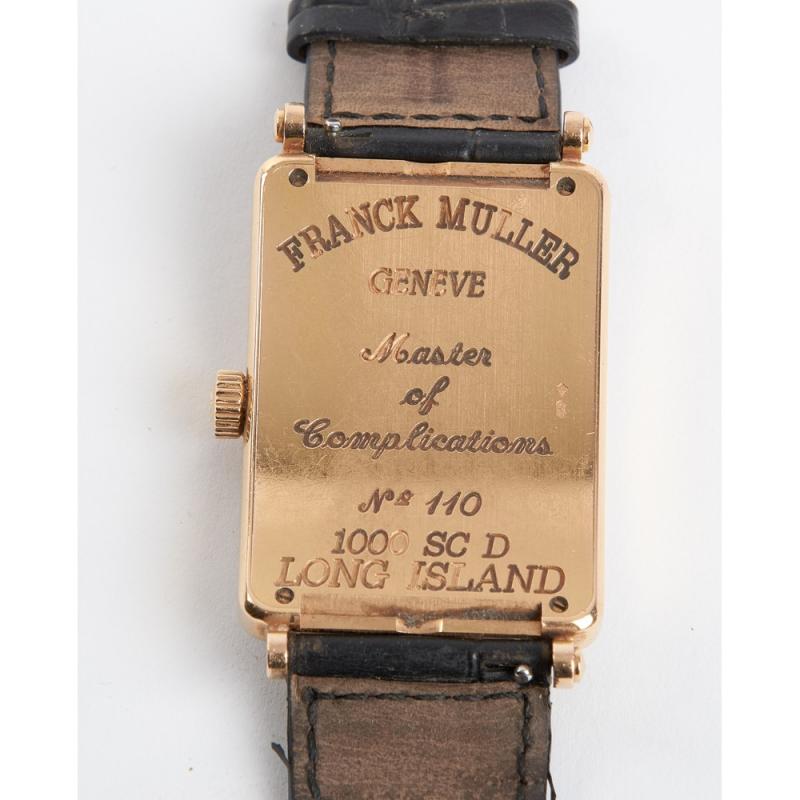 FRANCK MULLER
GENEVE
Master
of
Complications
Nº 110
1000 SC D
LONG ISLAND